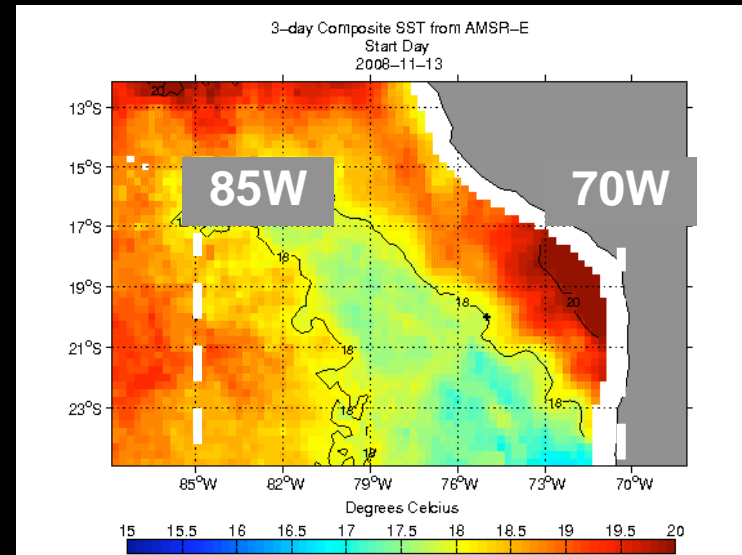 3–day Composite SST from AMSR–E
Start Day
2008–11–13
20
13°S
15°S
85W
70W
17°S
18
18
19°S
18
20
21°S
18
23°S
18
18
18
85°W
82°W
79°W
76°W
73°W
70°W
Degrees Celcius
15
15.5
16
16.5
17
17.5
18
18.5
19
19.5
20